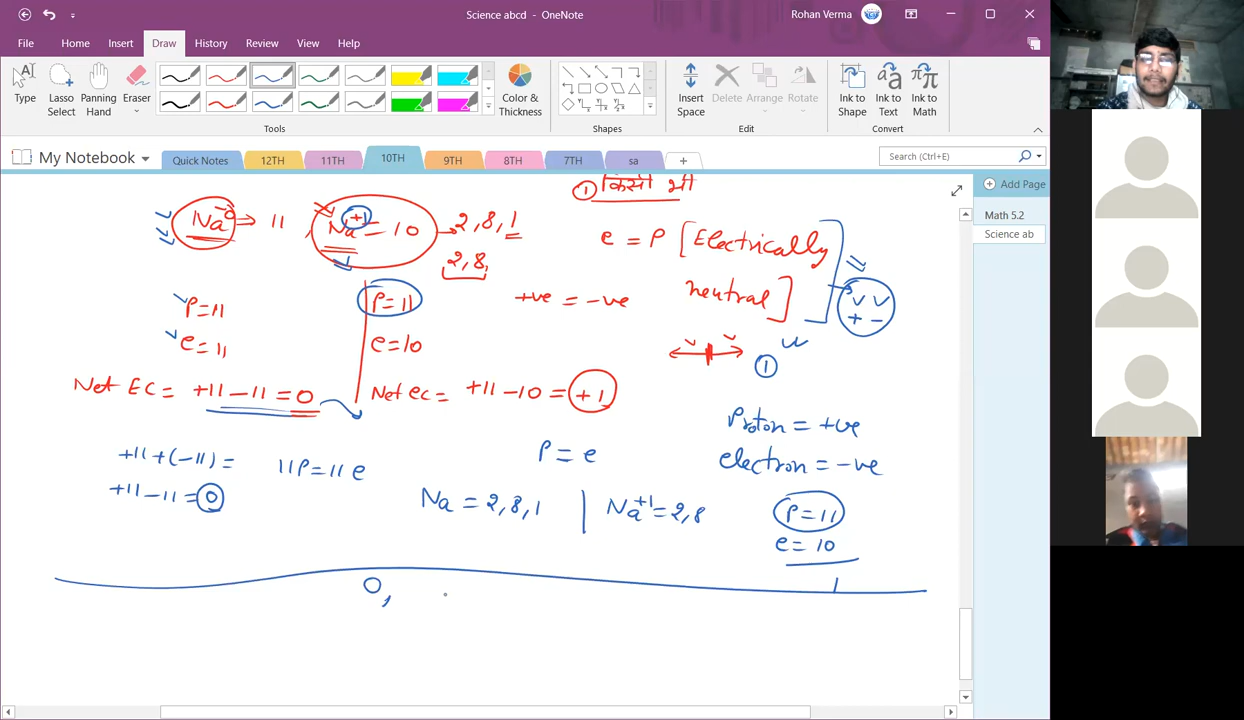 Science abcd - OneNote
Rohan Verma
File Home Insert Draw History Review View Help
Type
Lasso Select
Panning Hand
Eraser
Color & Thickness
Insert Space
Delete
Arrange
Rotate
Ink to Shape
Ink to Text
Ink to Math
Tools
Shapes
Edit
Convert
My Notebook
Quick Notes 12TH 11TH 10TH 9TH 8TH 7TH sa +
Search (Ctrl+E)
Add Page
Math 5.2
Science ab
① किसी भी
Na⁻⁰ → 11 , Na⁺¹ – 10 → 2,8,1
2,8,
e = P [Electrically
neutral]
P=11
P=11
+ve = -ve
v v
+ –
e=11
e=10
①
Net EC = +11-11=0
Net ec = +11-10= +1
Proton = +ve
+11+(-11)=
11P=11e
P = e
electron = -ve
+11-11=0
Na = 2,8,1 | Na⁺¹=2,8
P=11
e=10
1
0,